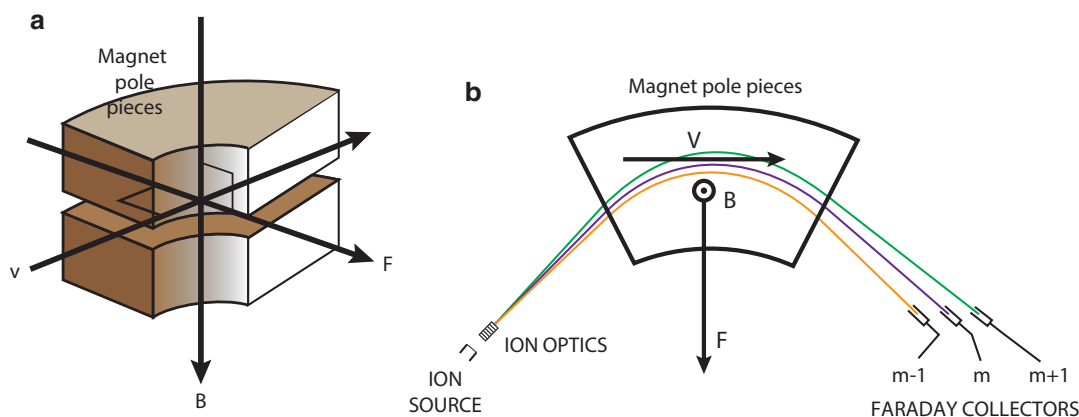 a
Magnet
pole
pieces
v
F
B
b
Magnet pole pieces
V
B
F
ION OPTICS
ION
SOURCE
m-1
m
m+1
FARADAY COLLECTORS